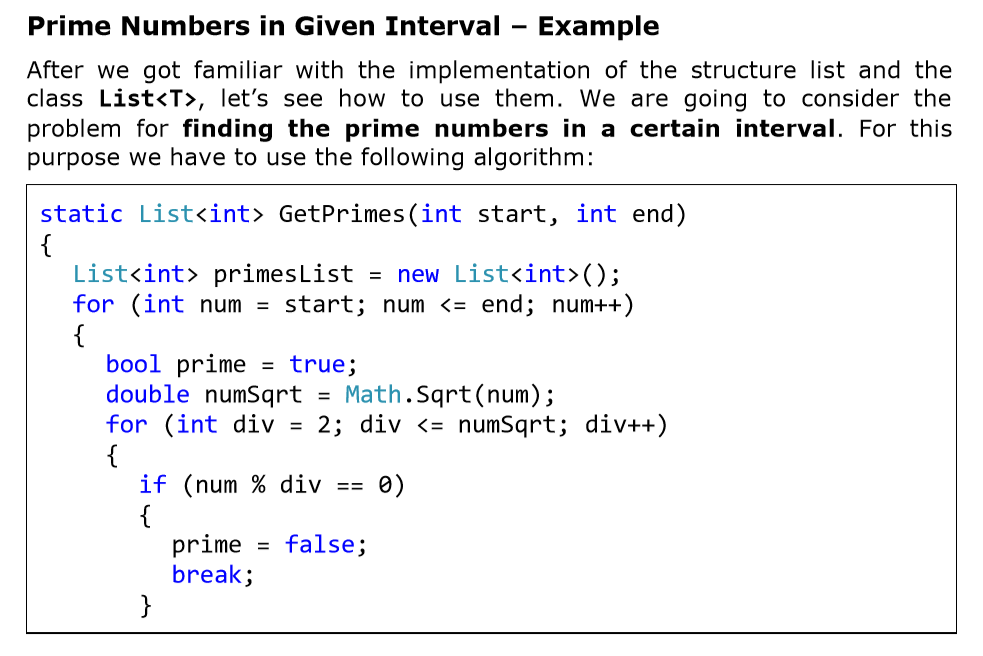 Prime Numbers in Given Interval – Example
After we got familiar with the implementation of the structure list and the
class List<T>, let’s see how to use them. We are going to consider the
problem for finding the prime numbers in a certain interval. For this
purpose we have to use the following algorithm:
static List<int> GetPrimes(int start, int end)
{
List<int> primesList = new List<int>();
for (int num = start; num <= end; num++)
{
bool prime = true;
double numSqrt = Math.Sqrt(num);
for (int div = 2; div <= numSqrt; div++)
{
if (num % div == 0)
{
prime = false;
break;
}